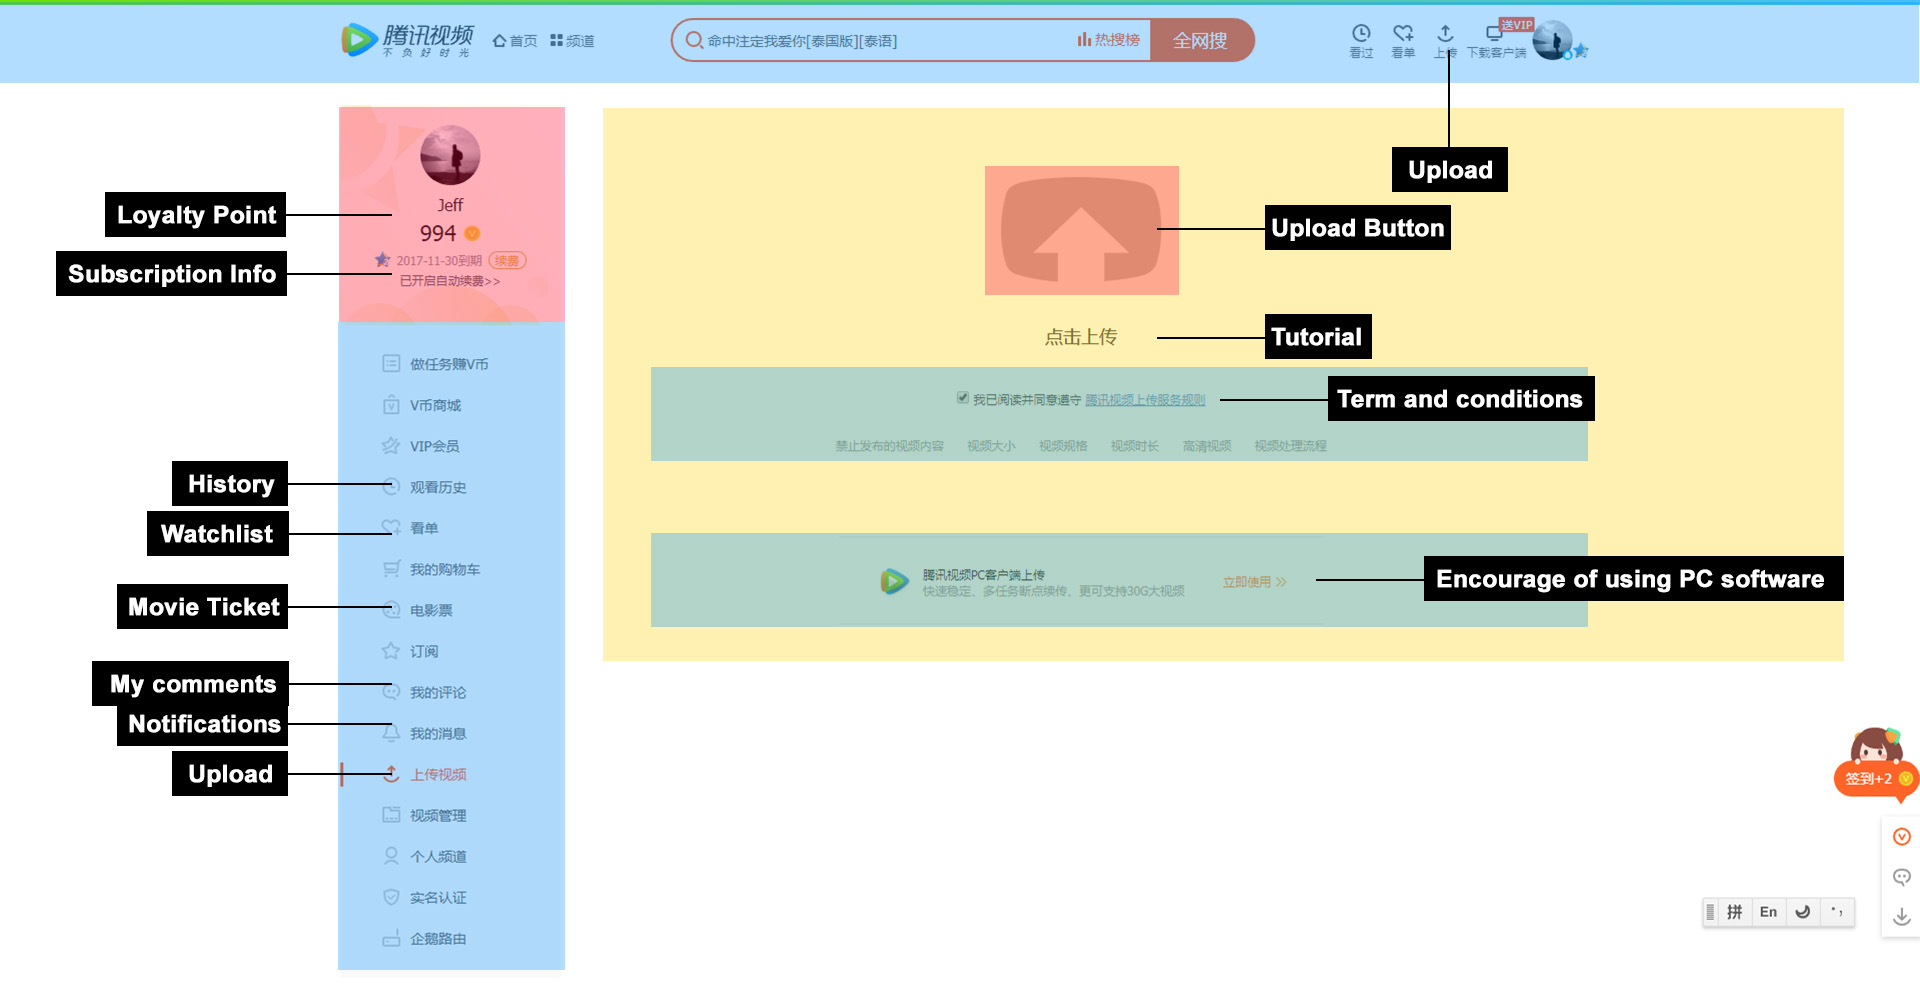 腾讯视频
不负好时光
首页
频道
命中注定我爱你[泰国版][泰语]
热搜榜
全网搜
看过
看单
上传
下载客户端
送VIP
Upload
Jeff
994
2017-11-30到期
续费
已开启自动续费>>
Loyalty Point
Subscription Info
做任务赚V币
V币商城
VIP会员
观看历史
看单
我的购物车
电影票
订阅
我的评论
我的消息
上传视频
视频管理
个人频道
实名认证
企鹅路由
History
Watchlist
Movie Ticket
My comments
Notifications
Upload
Upload Button
点击上传
Tutorial
我已阅读并同意遵守 腾讯视频上传服务规则
Term and conditions
禁止发布的视频内容 视频大小 视频规格 视频时长 高清视频 视频处理流程
腾讯视频PC客户端上传
快速稳定、多任务断点续传、更可支持30G大视频
立即使用 >>
Encourage of using PC software
签到+2
拼 En